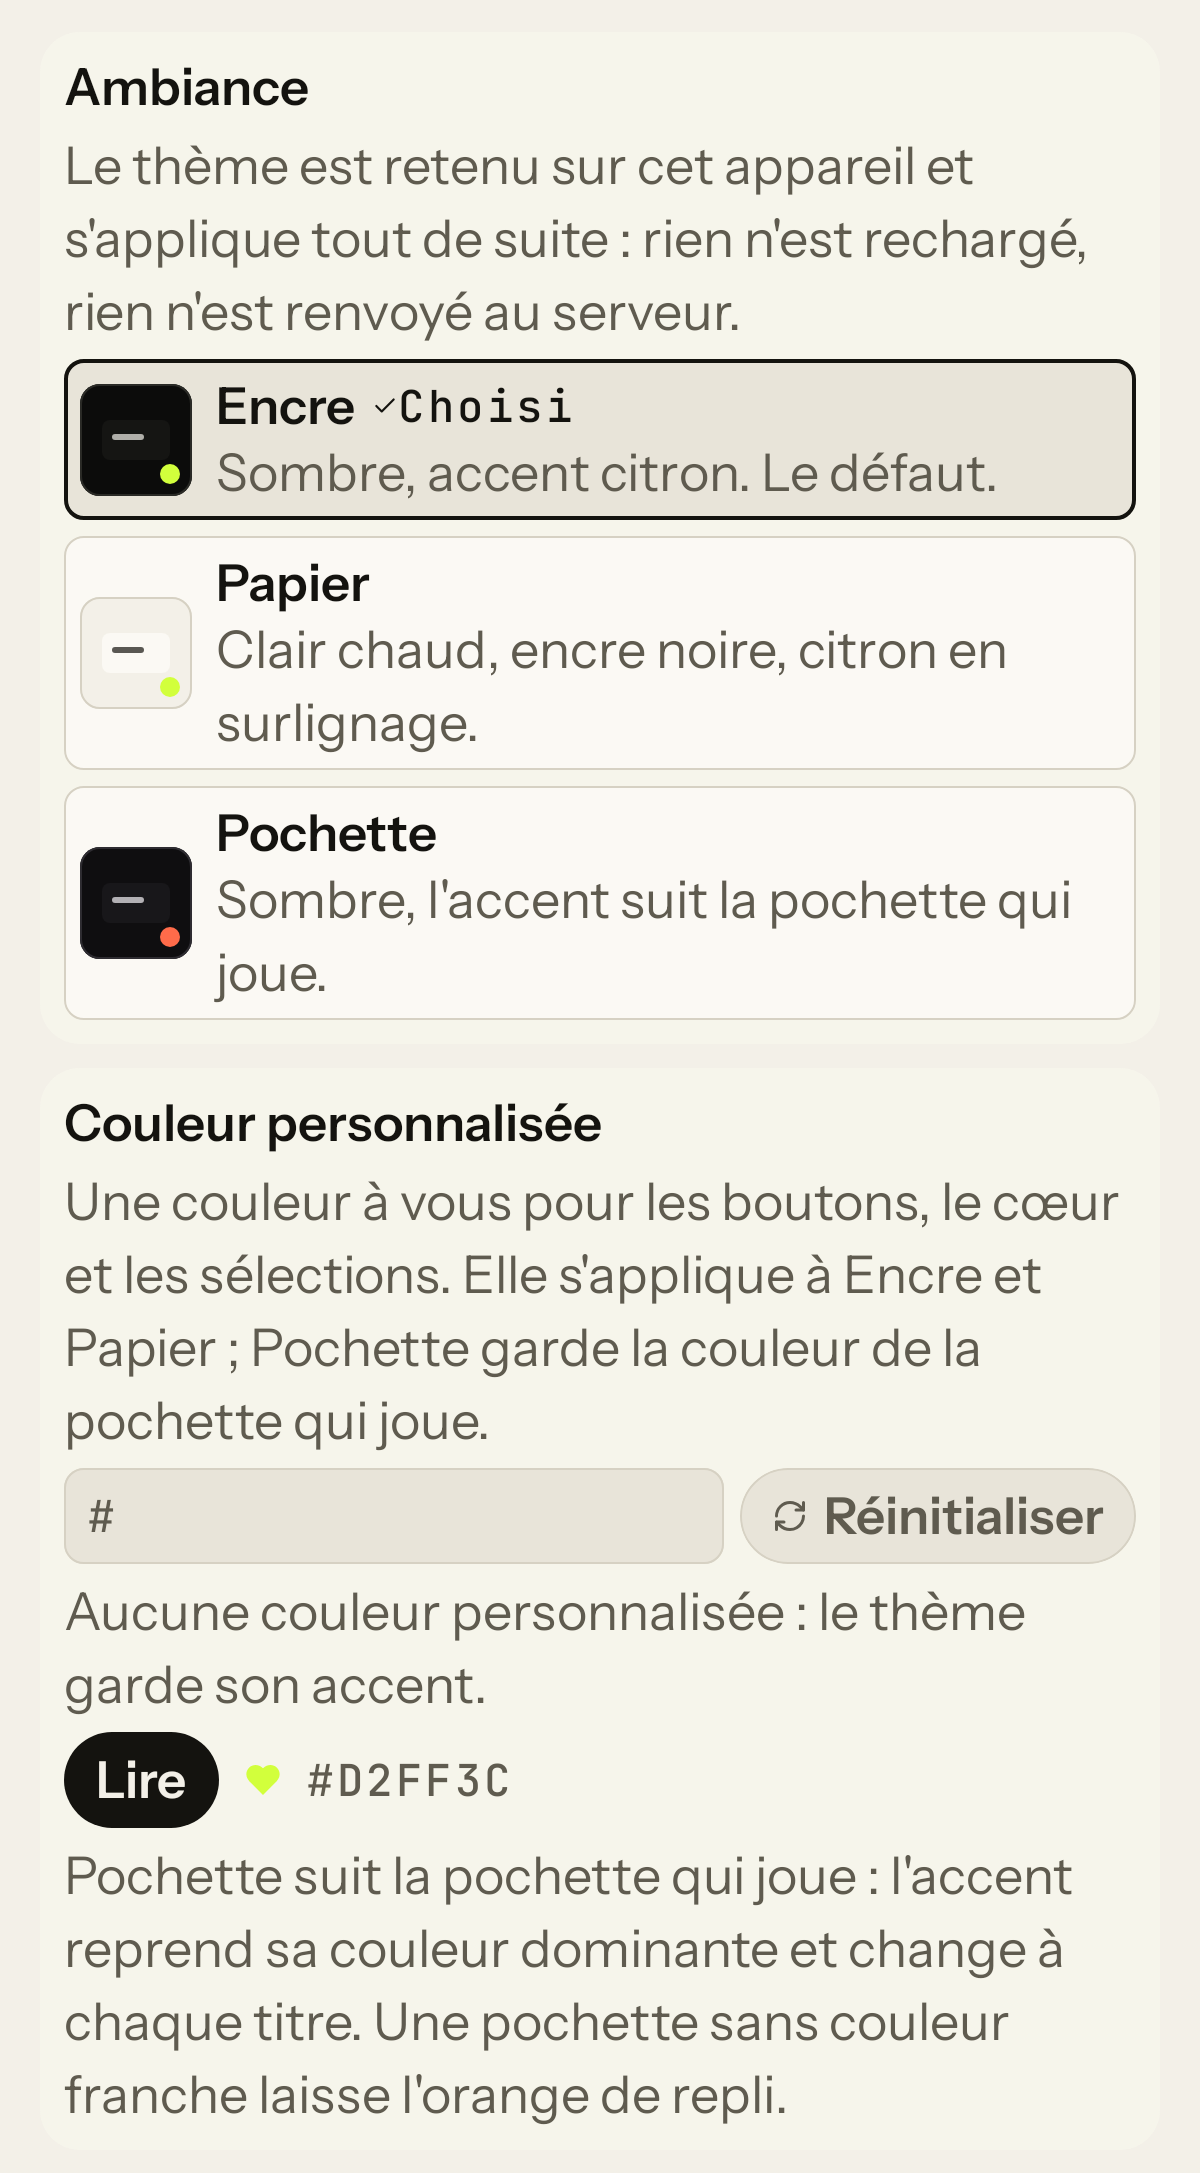 Ambiance
Le thème est retenu sur cet appareil et
s'applique tout de suite : rien n'est rechargé,
rien n'est renvoyé au serveur.
Encre ✓Choisi
Sombre, accent citron. Le défaut.
Papier
Clair chaud, encre noire, citron en
surlignage.
Pochette
Sombre, l'accent suit la pochette qui
joue.
Couleur personnalisée
Une couleur à vous pour les boutons, le cœur
et les sélections. Elle s'applique à Encre et
Papier ; Pochette garde la couleur de la
pochette qui joue.
# Réinitialiser
Aucune couleur personnalisée : le thème
garde son accent.
Lire #D2FF3C
Pochette suit la pochette qui joue : l'accent
reprend sa couleur dominante et change à
chaque titre. Une pochette sans couleur
franche laisse l'orange de repli.